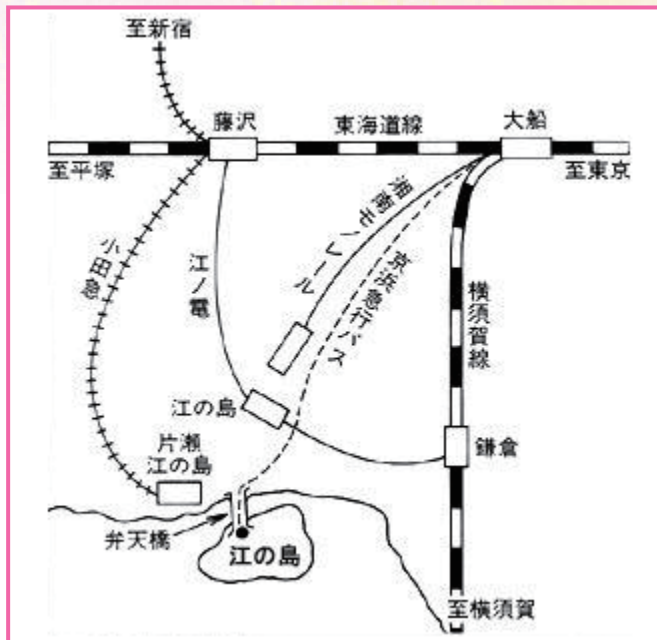 至新宿
藤沢
東海道線
大船
至平塚
至東京
小田急
江ノ電
湘南モノレール
京浜急行バス
横須賀線
江の島
鎌倉
片瀬
江の島
弁天橋
江の島
至横須賀